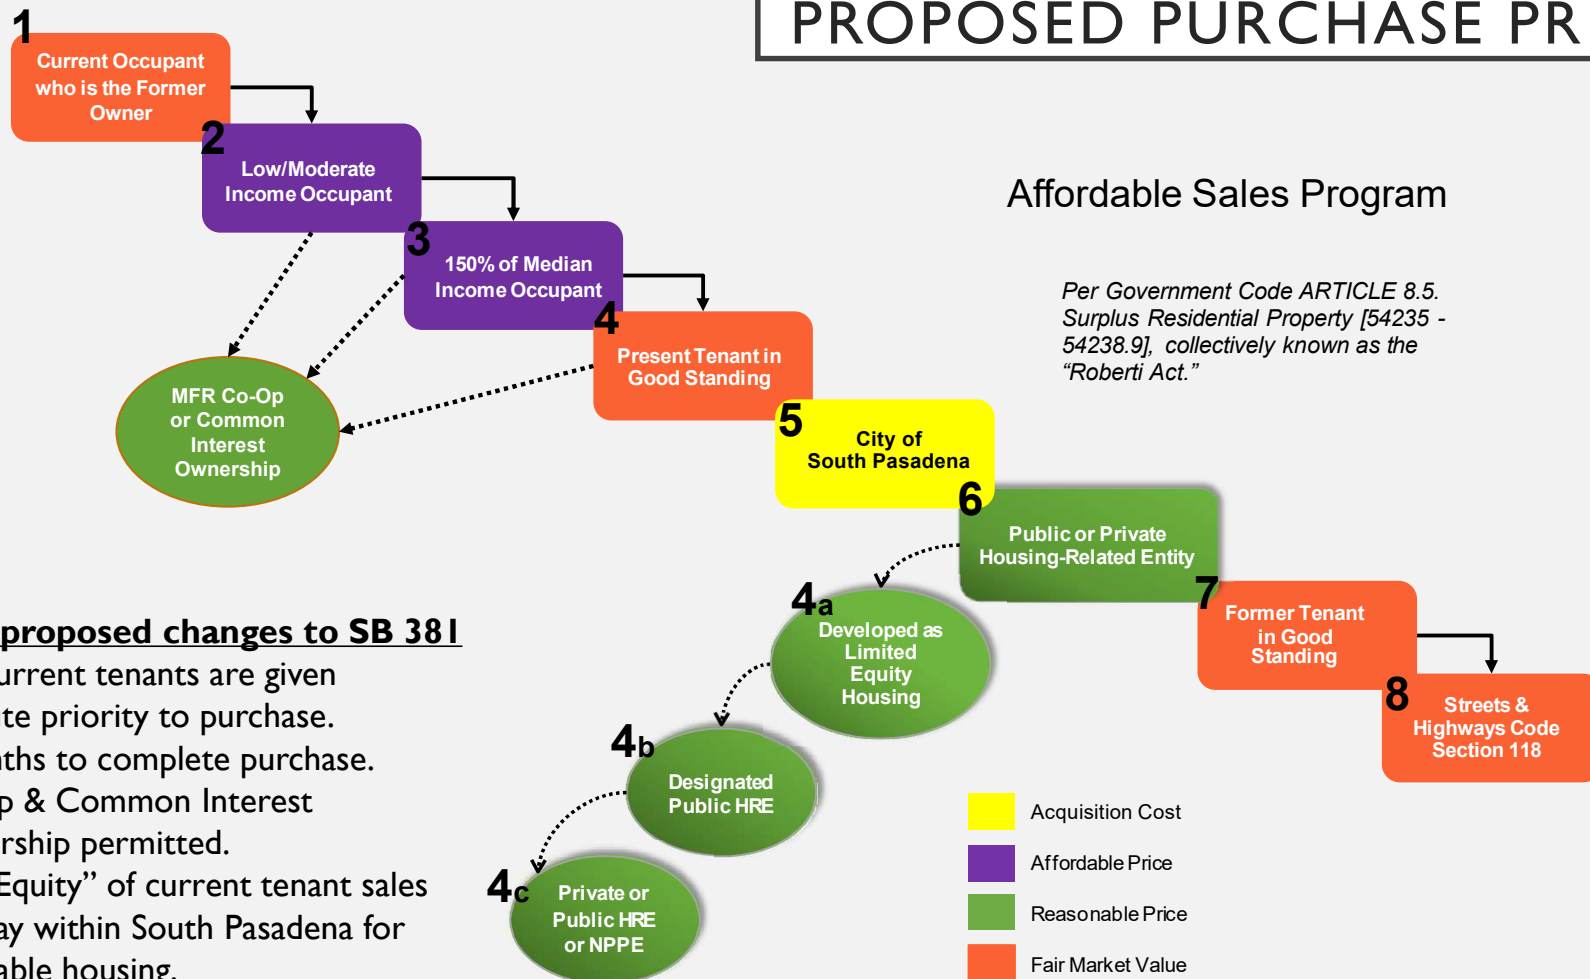 PROPOSED PURCHASE PR
1
Current Occupant
who is the Former
Owner
2
Low/Moderate
Income Occupant
3
150% of Median
Income Occupant
4
Present Tenant in
Good Standing
MFR Co-Op
or Common
Interest
Ownership
Affordable Sales Program
Per Government Code ARTICLE 8.5.
Surplus Residential Property [54235 -
54238.9], collectively known as the
“Roberti Act.”
5
City of
South Pasadena
6
Public or Private
Housing-Related Entity
4a
Developed as
Limited
Equity
Housing
4b
Designated
Public HRE
4c
Private or
Public HRE
or NPPE
7
Former Tenant
in Good
Standing
8
Streets &
Highways Code
Section 118
proposed changes to SB 381
urrent tenants are given
te priority to purchase.
ths to complete purchase.
p & Common Interest
rship permitted.
Equity” of current tenant sales
ay within South Pasadena for
able housing.
Acquisition Cost
Affordable Price
Reasonable Price
Fair Market Value